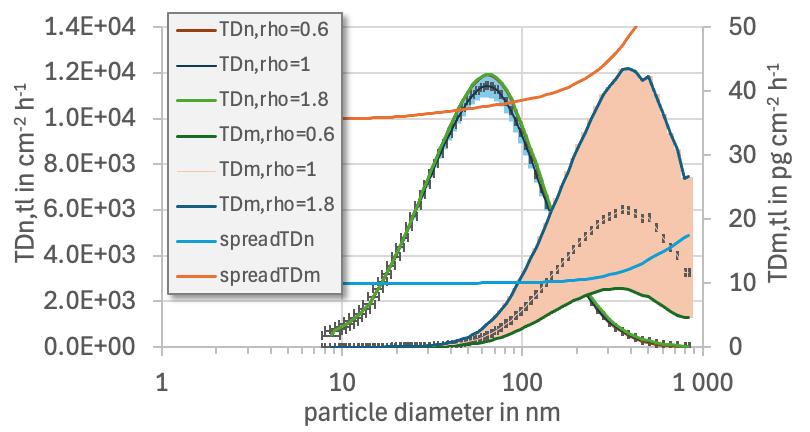 1.4E+04
1.2E+04
1.0E+04
8.0E+03
6.0E+03
4.0E+03
2.0E+03
0.0E+00
TDn,tl in cm⁻² h⁻¹
TDn,rho=0.6
TDn,rho=1
TDn,rho=1.8
TDm,rho=0.6
TDm,rho=1
TDm,rho=1.8
spreadTDn
spreadTDm
50
40
30
20
10
0
TDm,tl in pg cm⁻² h⁻¹
1
10
100
1 000
particle diameter in nm